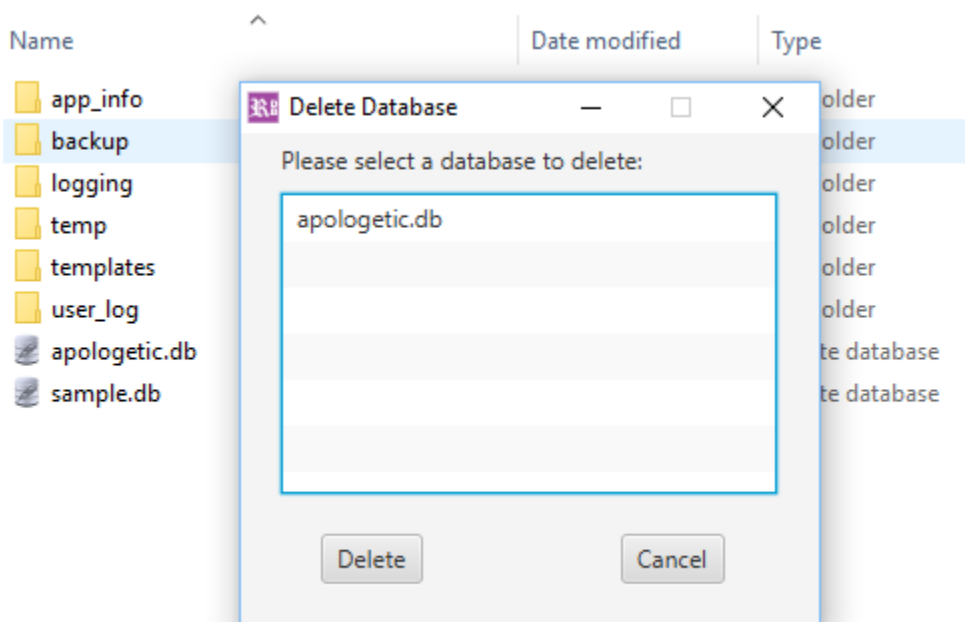 Name Date modified Type
app_info older
Delete Database
backup older
Please select a database to delete:
logging older
apologetic.db
temp older
templates older
user_log older
apologetic.db te database
sample.db te database
Delete Cancel